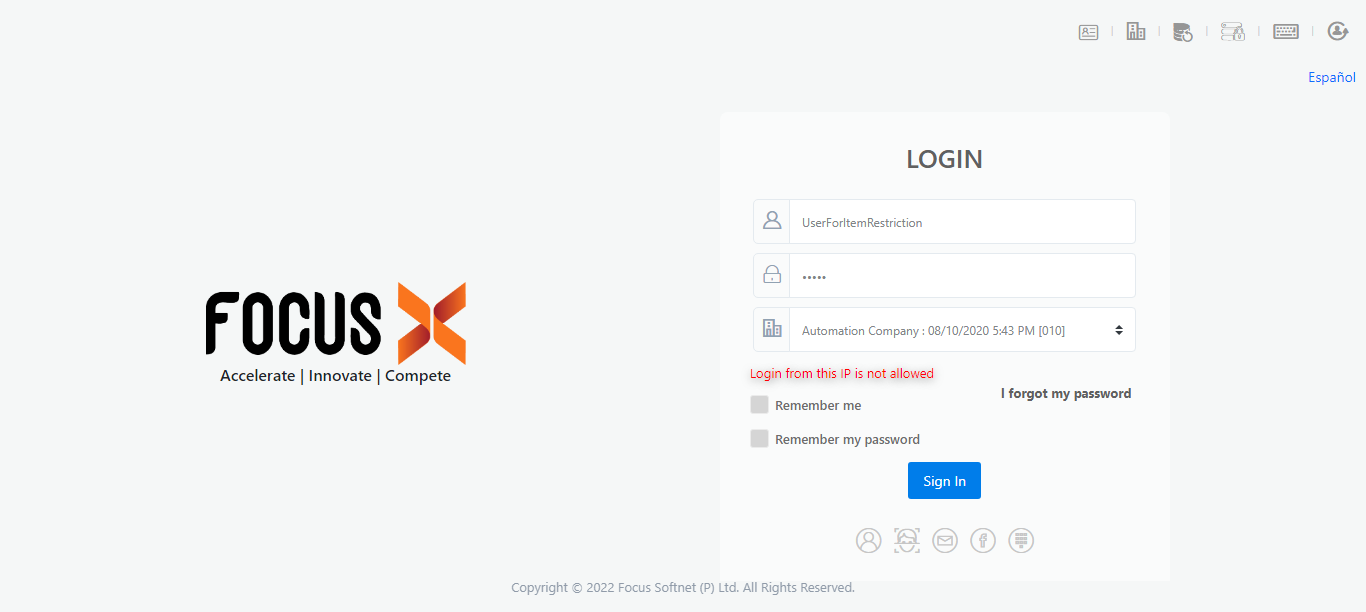 Español
LOGIN
UserForItemRestriction
•••••
Automation Company : 08/10/2020 5:43 PM [010]
Login from this IP is not allowed
I forgot my password
Remember me
Remember my password
Sign In
FOCUS X
Accelerate | Innovate | Compete
Copyright © 2022 Focus Softnet (P) Ltd. All Rights Reserved.